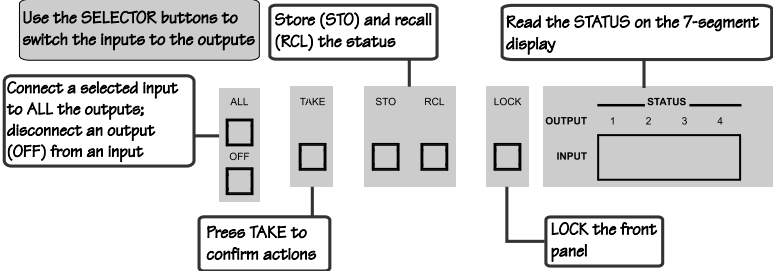 Use the SELECTOR buttons to
switch the inputs to the outputs
Store (STO) and recall
(RCL) the status
Read the STATUS on the 7-segment
display
Connect a selected input
to ALL the outputs;
disconnect an output
(OFF) from an input
ALL
OFF
TAKE
STO RCL
LOCK
STATUS
OUTPUT 1 2 3 4
INPUT
Press TAKE to
confirm actions
LOCK the front
panel